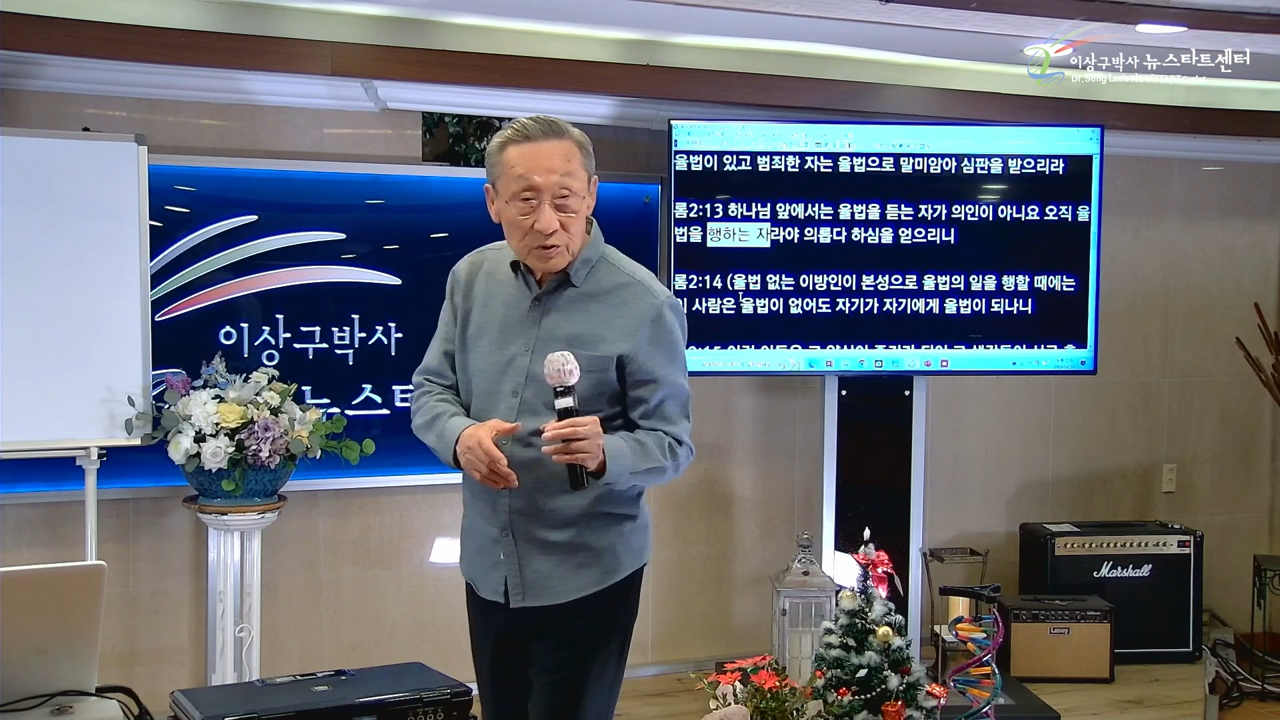 이상구박사 뉴스타트센터
율법이 있고 범죄한 자는 율법으로 말미암아 심판을 받으리라
롬2:13 하나님 앞에서는 율법을 듣는 자가 의인이 아니요 오직 율
법을 행하는 자라야 의롭다 하심을 얻으리니
롬2:14 (율법 없는 이방인이 본성으로 율법의 일을 행할 때에는
이 사람은 율법이 없어도 자기가 자기에게 율법이 되나니
이상구박사
뉴스타
Marshall
Laney